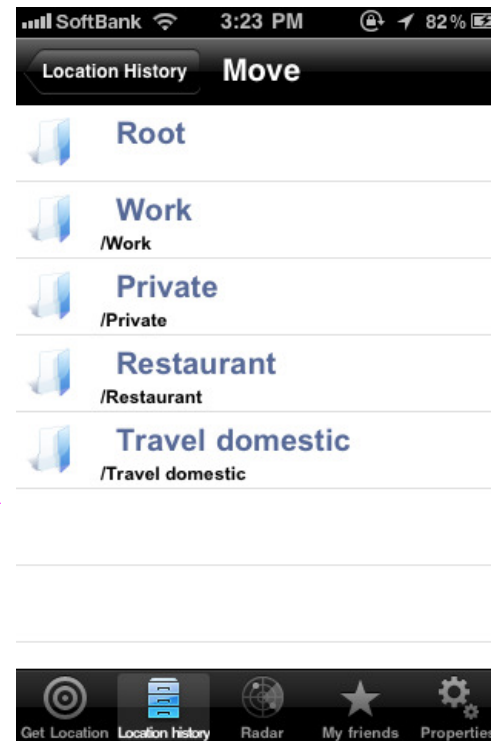 SoftBank 3:23 PM 82%
Location History Move
Root
Work
/Work
Private
/Private
Restaurant
/Restaurant
Travel domestic
/Travel domestic
Get Location Location history Radar My friends Properties